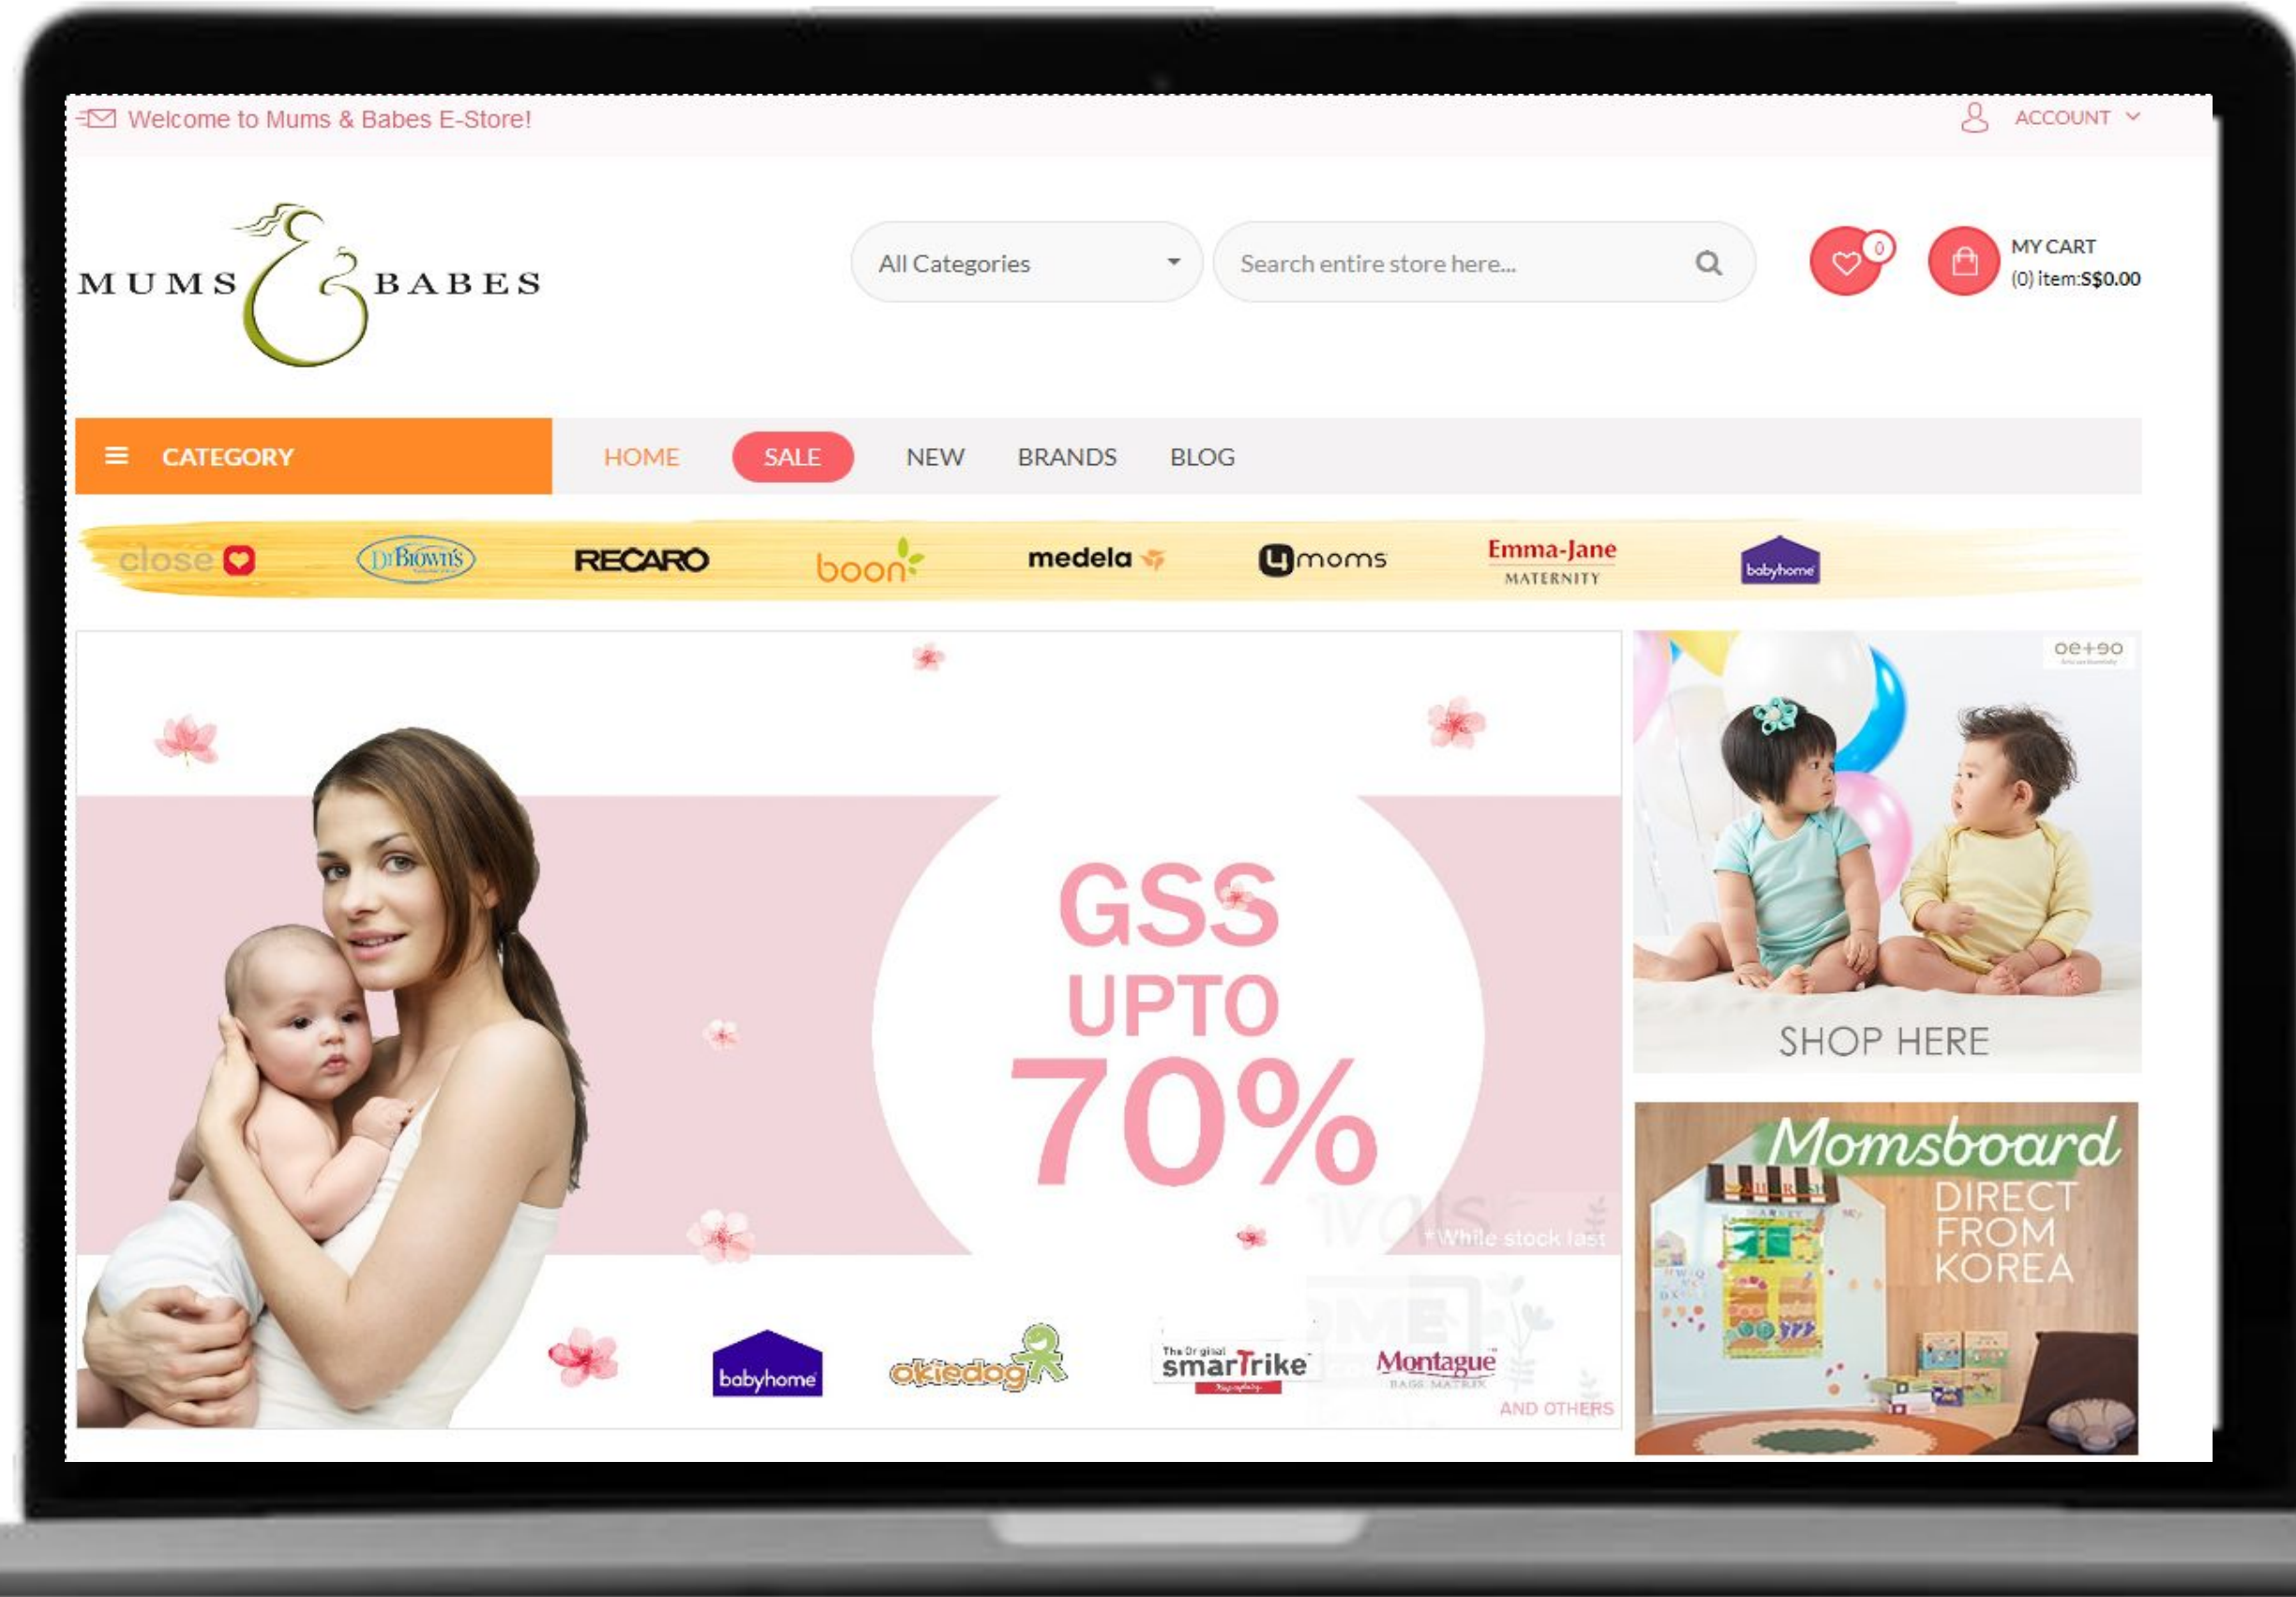 Welcome to Mums & Babes E-Store!
ACCOUNT
MUMS & BABES
All Categories
Search entire store here...
0
MY CART
(0) item:S$0.00
CATEGORY
HOME
SALE
NEW
BRANDS
BLOG
close
Dr Brown's
RECARO
boon
medela
4moms
Emma-Jane
MATERNITY
babyhome
oe+go
GSS
UPTO
70%
*While stock last
SHOP HERE
Momsboard
DIRECT
FROM
KOREA
babyhome
okiedog
The Original
smarTrike
Montague
BAGS MATRIX
AND OTHERS